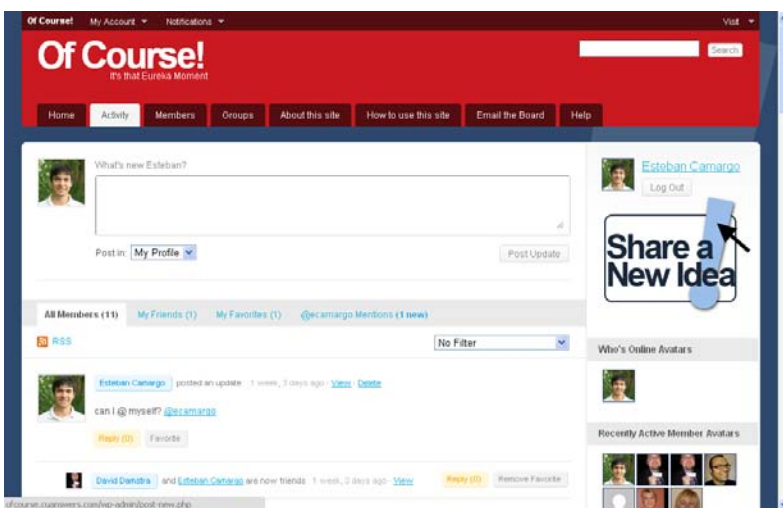 Of Course! My Account Notifications Visit
Of Course!
It's that Eureka Moment
Search
Home Activity Members Groups About this site How to use this site Email the Board Help
What's new Esteban?
Post in: My Profile
Post Update
Esteban Camargo
Log Out
Share a
New Idea
All Members (11) My Friends (1) My Favorites (1) @ecamargo Mentions (1 new)
RSS
No Filter
Who's Online Avatars
Esteban Camargo posted an update 1 week, 3 days ago · View · Delete
can I @ myself? @ecamargo
Reply (0) Favorite
Recently Active Member Avatars
David Damstra and Esteban Camargo are now friends 1 week, 3 days ago · View Reply (0) Remove Favorite
ofcourse.cuanswers.com/wp-admin/post-new.php